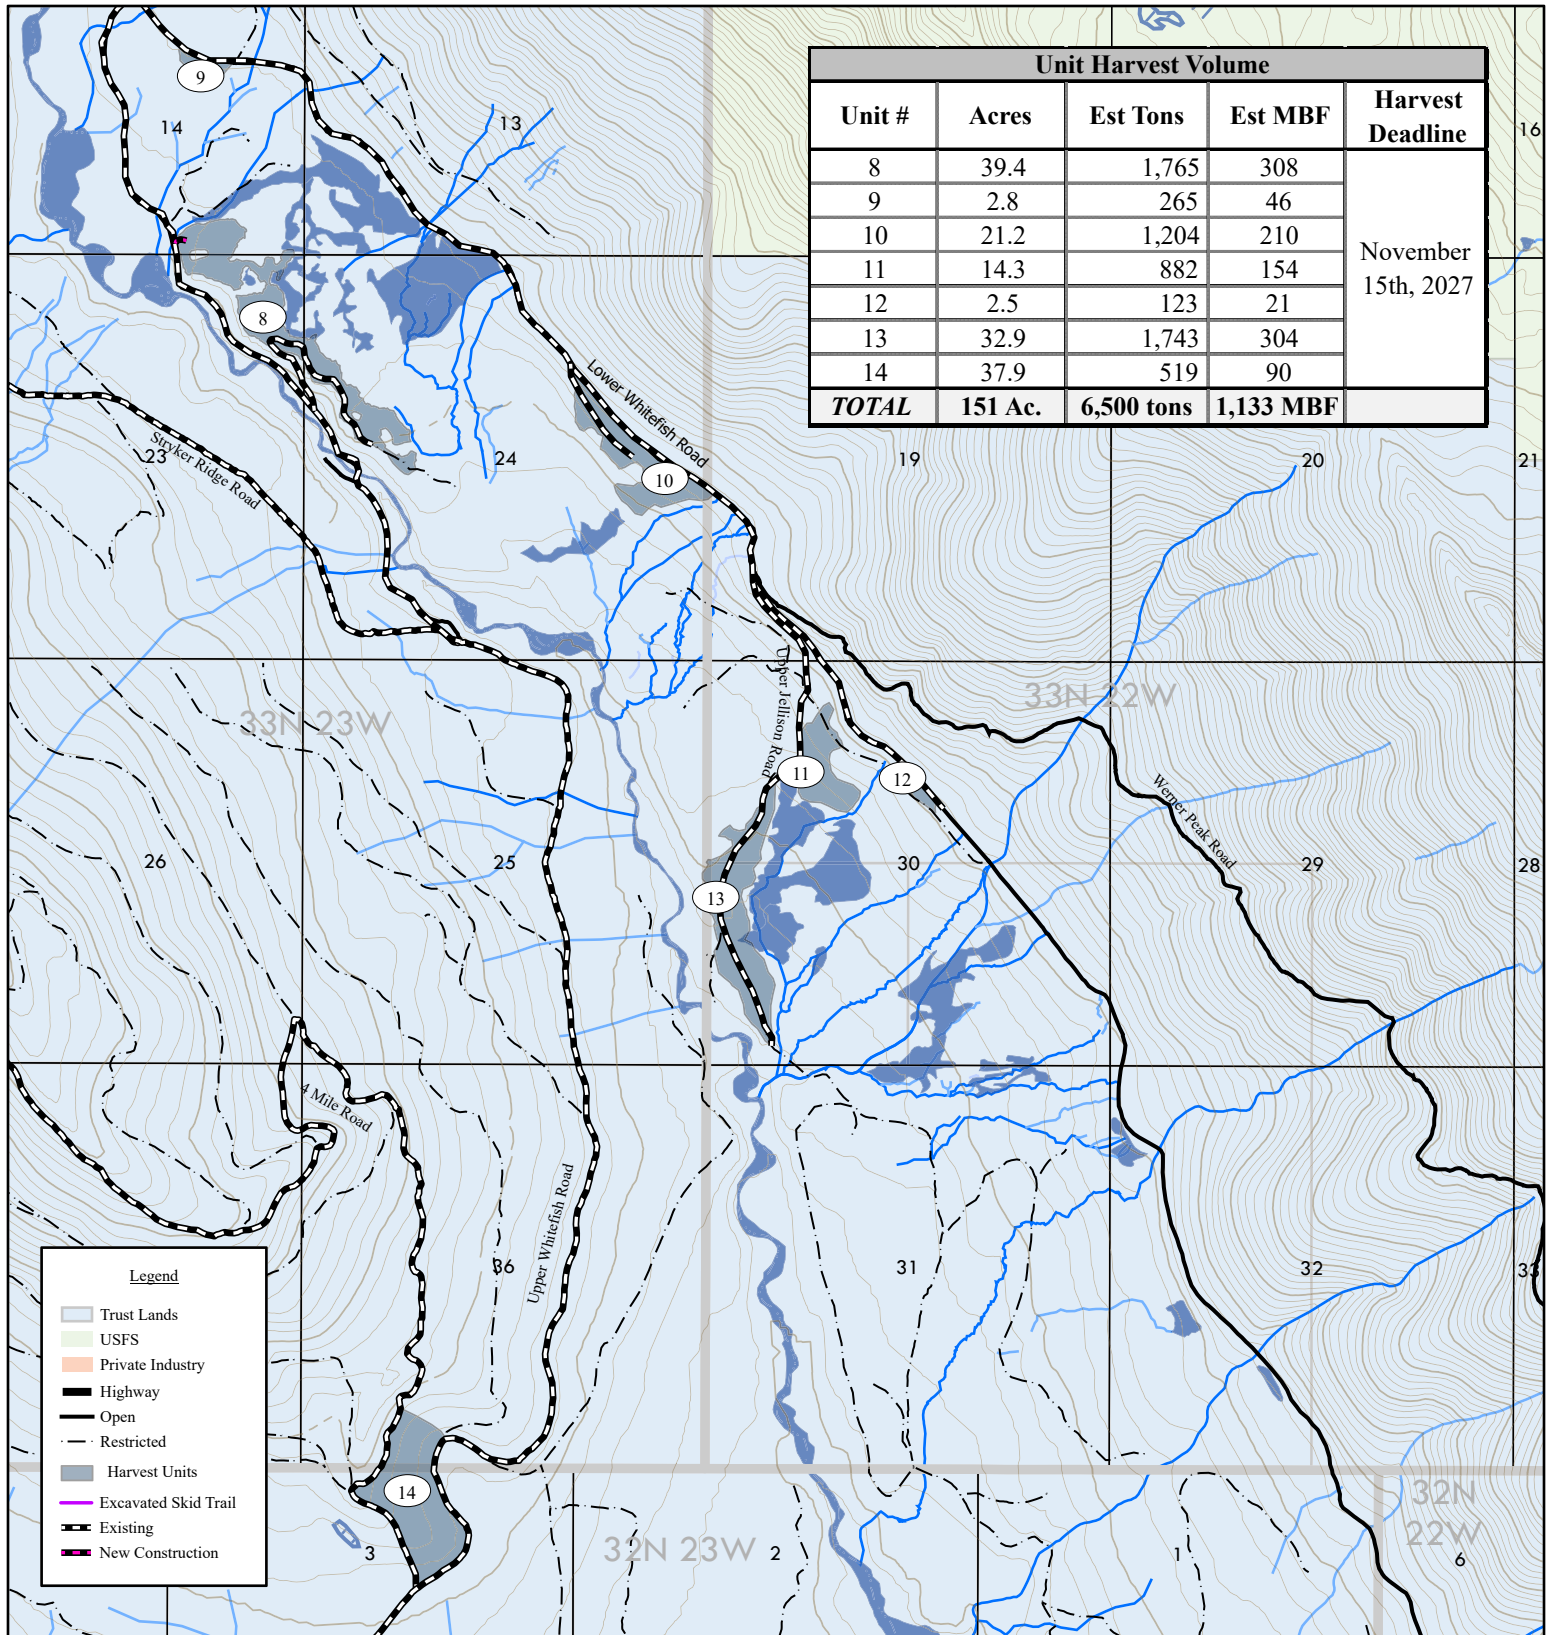 Unit Harvest Volume
Unit # Acres Est Tons Est MBF Harvest Deadline
8 39.4 1,765 308
9 2.8 265 46
10 21.2 1,204 210
11 14.3 882 154
12 2.5 123 21
13 32.9 1,743 304
14 37.9 519 90
November
15th, 2027
TOTAL 151 Ac. 6,500 tons 1,133 MBF
9
14
13
16
8
Lower Whitefish Road
Stryker Ridge Road
23
24
10
19
20
21
33N 23W
33N 22W
Upper Jellison Road
11
12
Werner Peak Road
26
25
30
29
28
13
4 Mile Road
Upper Whitefish Road
36
31
32
33
14
3
32N 23W
2
1
32N
22W
6
Legend
Trust Lands
USFS
Private Industry
Highway
Open
Restricted
Harvest Units
Excavated Skid Trail
Existing
New Construction